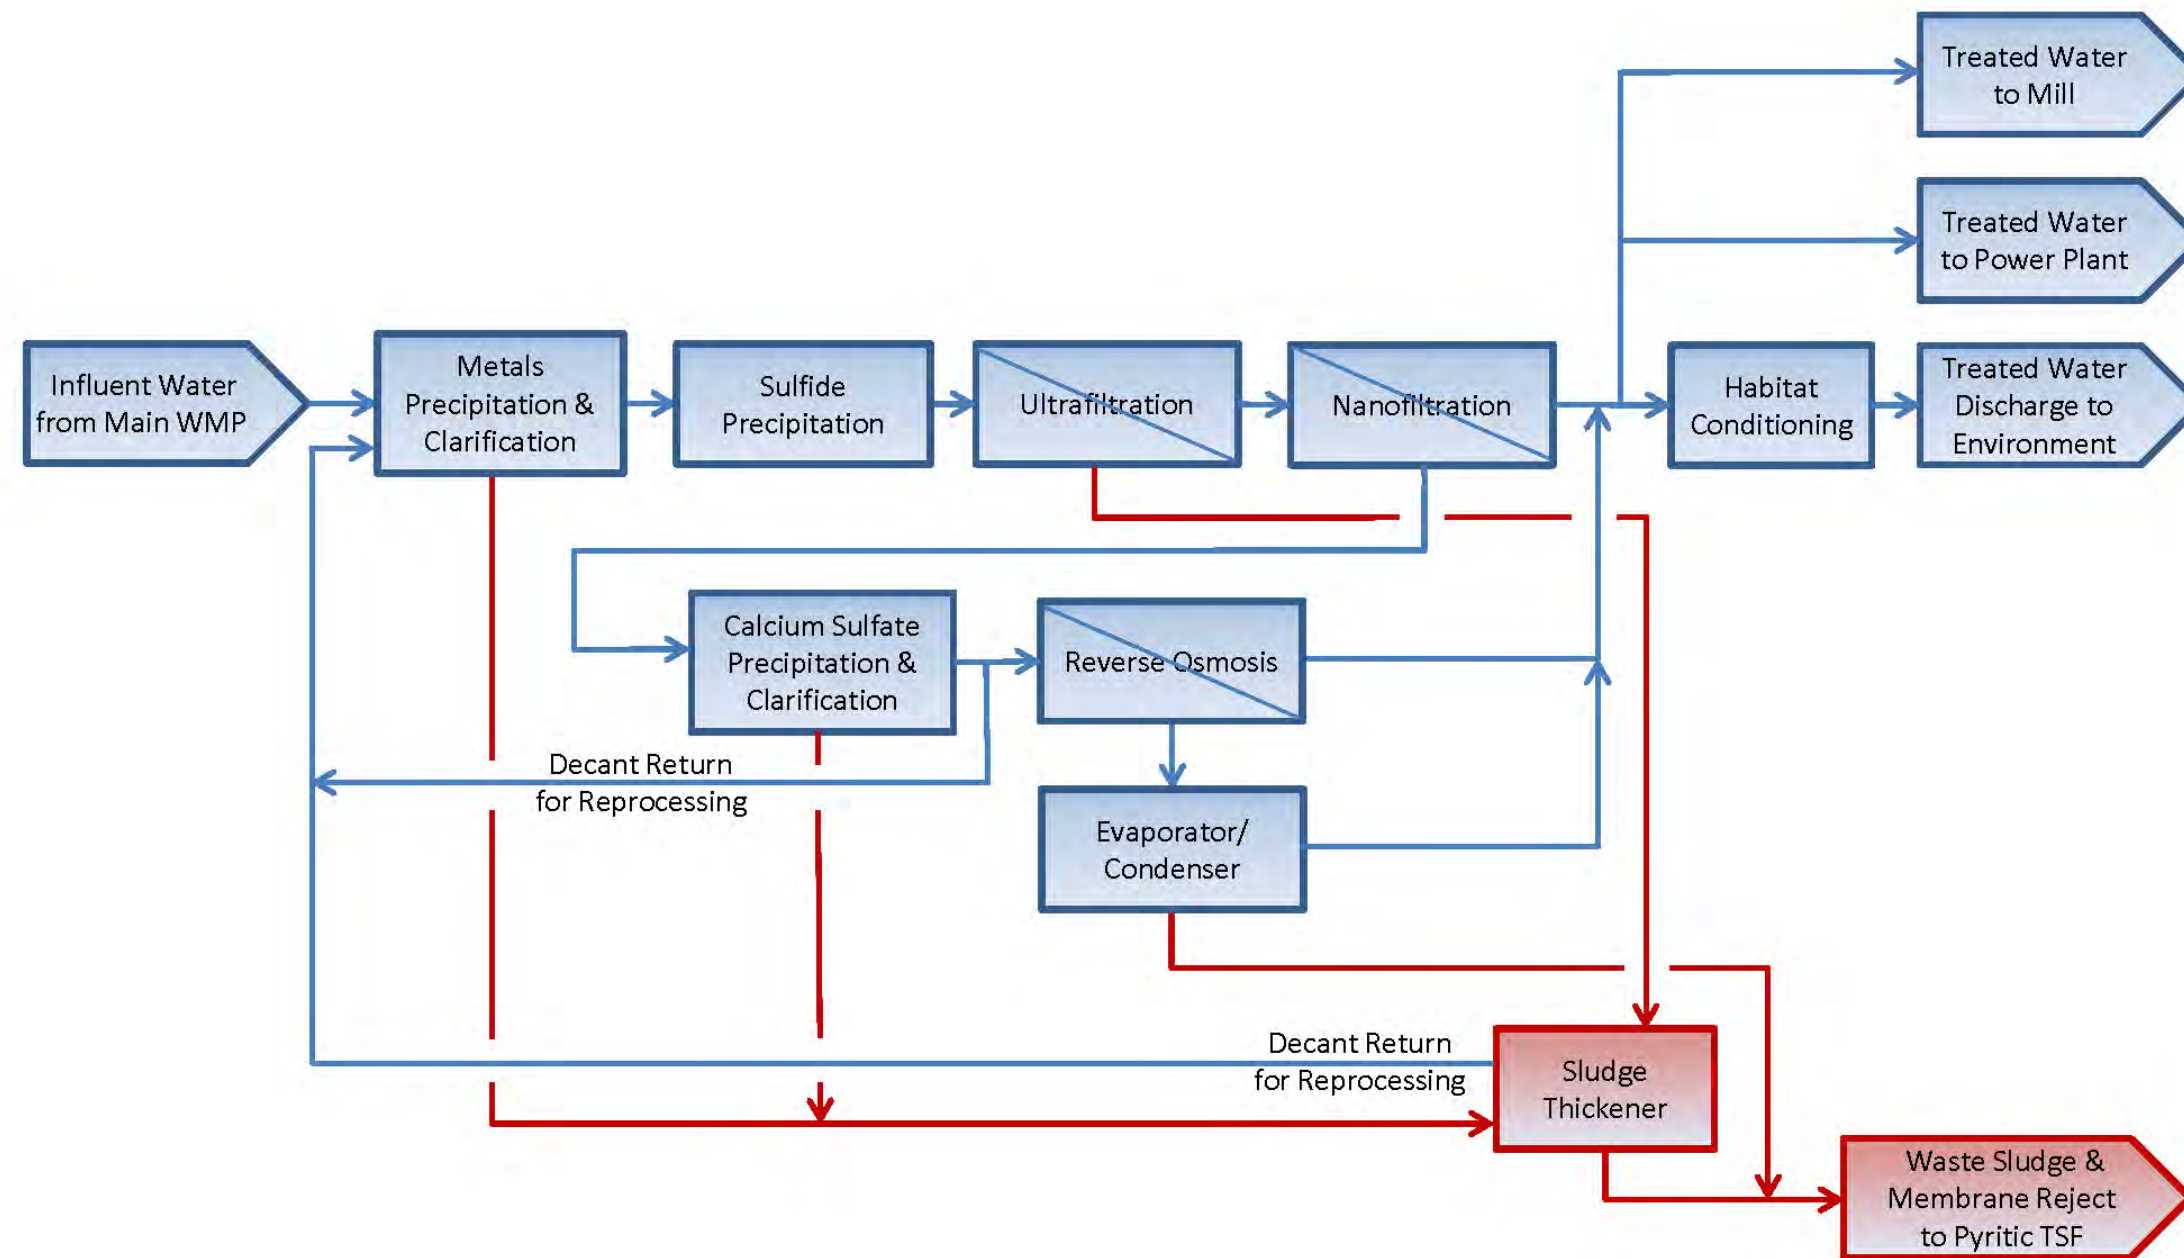 Treated Water
to Mill
Treated Water
to Power Plant
Influent Water
from Main WMP
Metals
Precipitation &
Clarification
Sulfide
Precipitation
Ultrafiltration
Nanofiltration
Habitat
Conditioning
Treated Water
Discharge to
Environment
Calcium Sulfate
Precipitation &
Clarification
Reverse Osmosis
Decant Return
for Reprocessing
Evaporator/
Condenser
Decant Return
for Reprocessing
Sludge
Thickener
Waste Sludge &
Membrane Reject
to Pyritic TSF